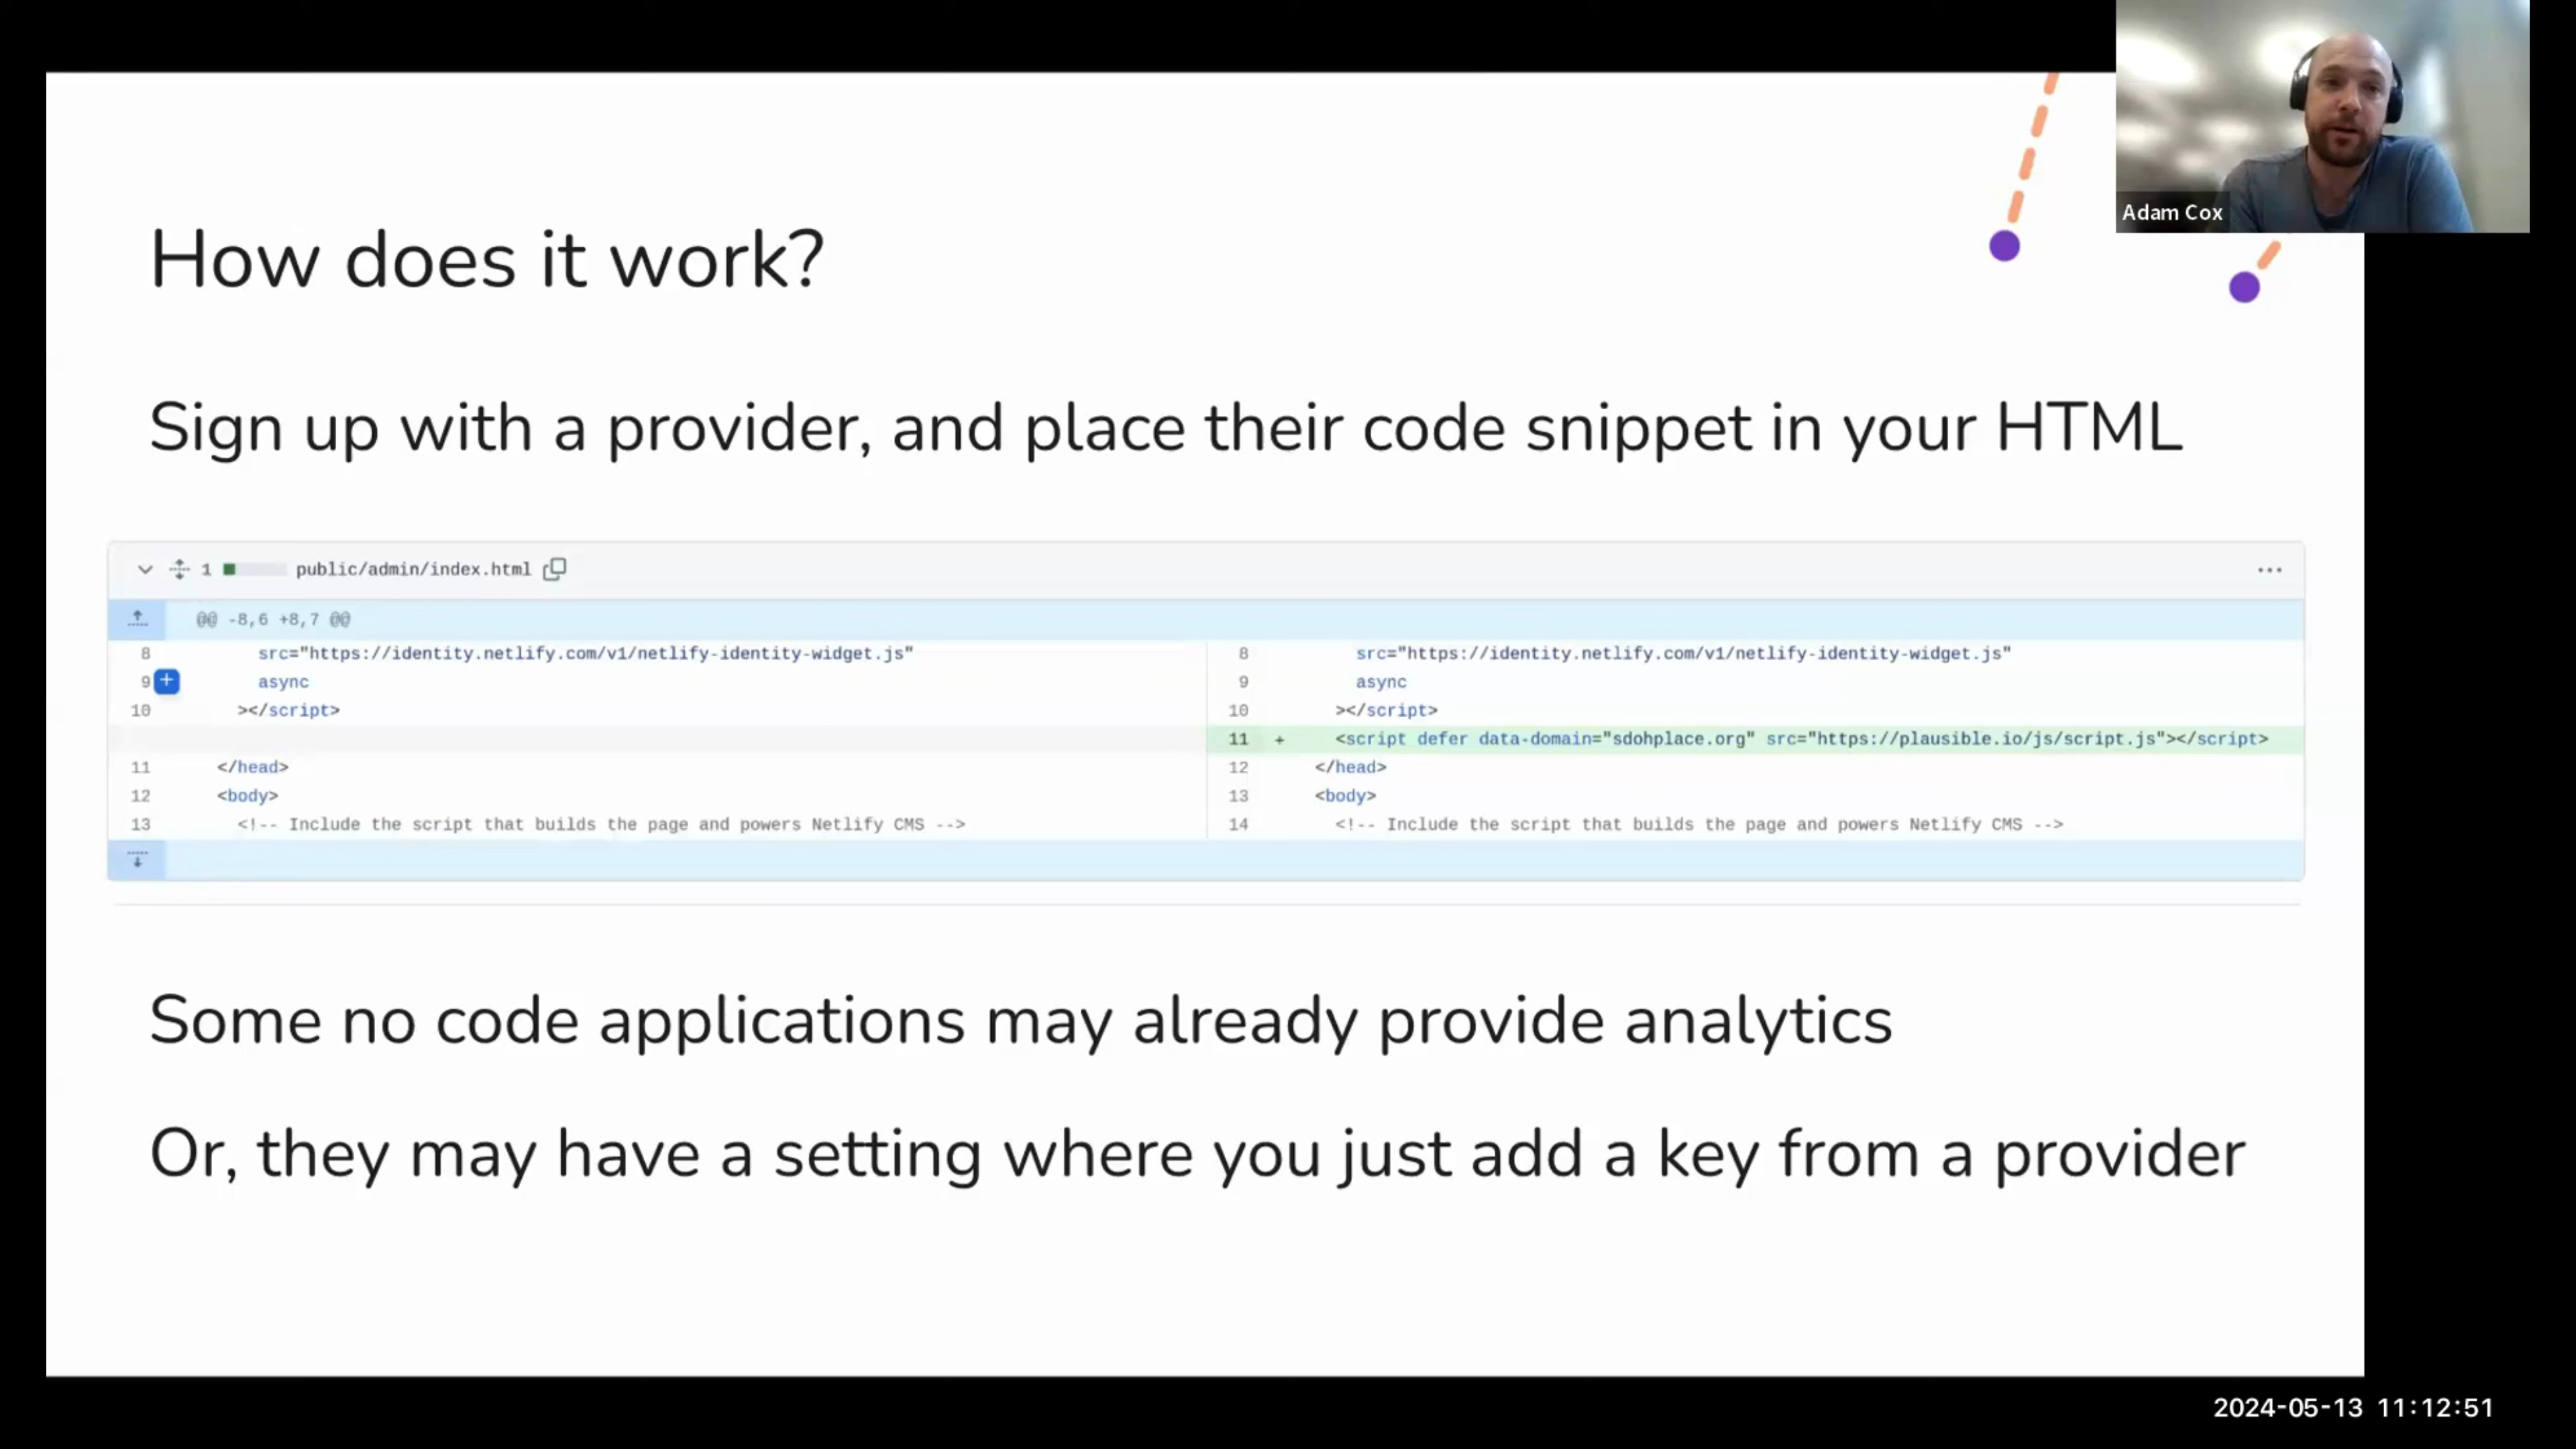 Adam Cox
How does it work?
Sign up with a provider, and place their code snippet in your HTML
1 public/admin/index.html
@@ -8,6 +8,7 @@
8 src="https://identity.netlify.com/v1/netlify-identity-widget.js"
9 + async
10 ></script>
11 </head>
12 <body>
13 <!-- Include the script that builds the page and powers Netlify CMS -->
8 src="https://identity.netlify.com/v1/netlify-identity-widget.js"
9 async
10 ></script>
11 + <script defer data-domain="sdohplace.org" src="https://plausible.io/js/script.js"></script>
12 </head>
13 <body>
14 <!-- Include the script that builds the page and powers Netlify CMS -->
Some no code applications may already provide analytics
Or, they may have a setting where you just add a key from a provider
2024-05-13 11:12:51